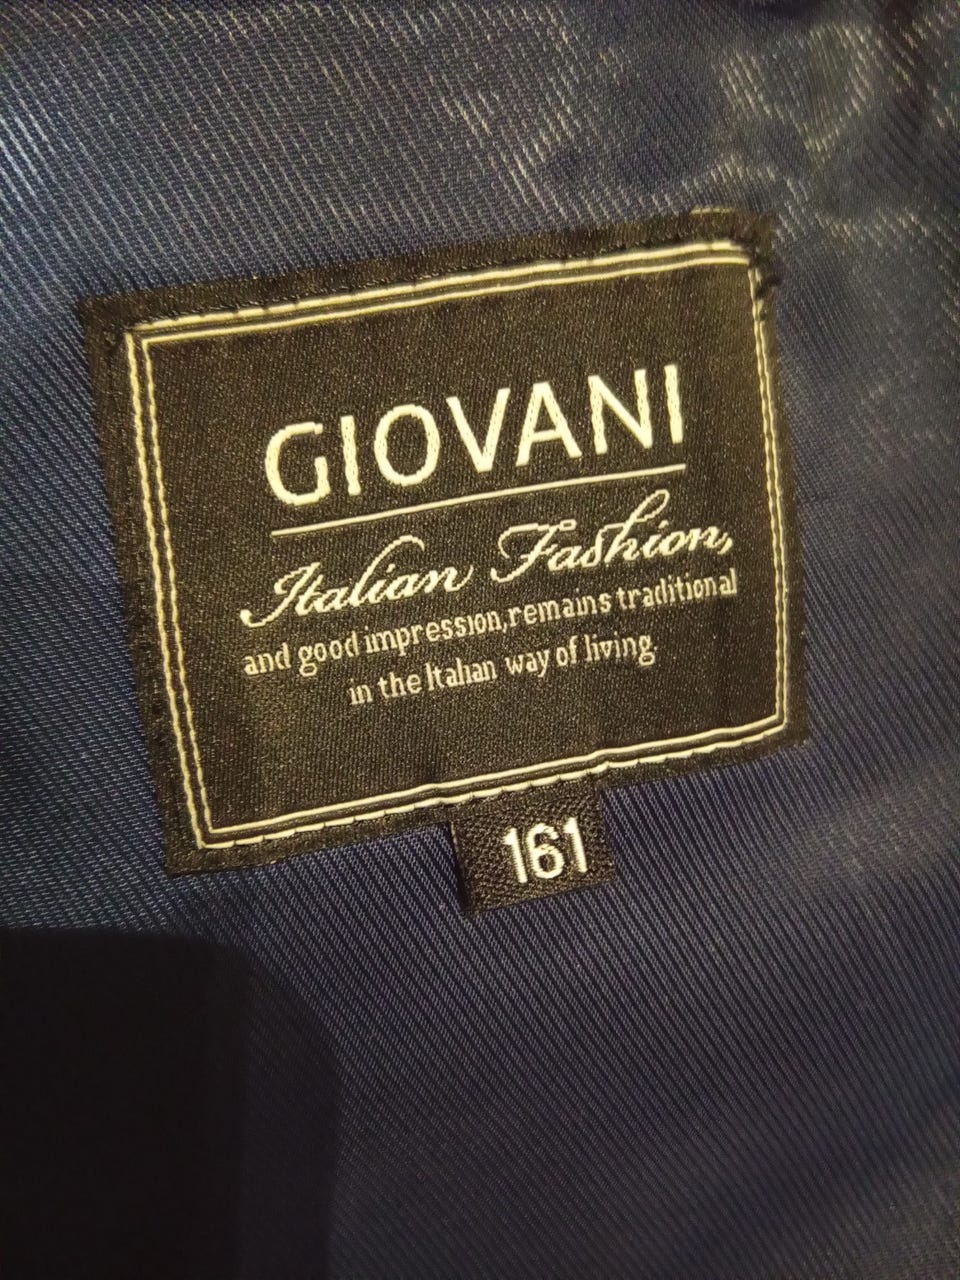 GIOVANI
Italian Fashion,
and good impression,remains traditional
in the Italian way of living.
161